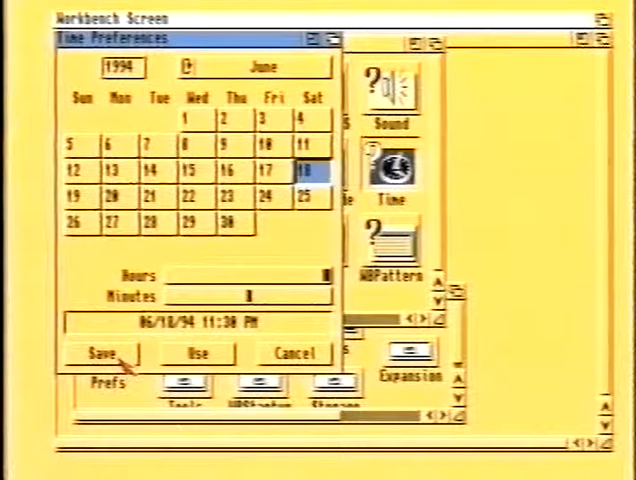 Workbench Screen
Time Preferences
1994
June
Sun Mon Tue Wed Thu Fri Sat
1 2 3 4
5 6 7 8 9 10 11
12 13 14 15 16 17 18
19 20 21 22 23 24 25
26 27 28 29 30
Hours
Minutes
06/18/94 11:30 PM
Save Use Cancel
Sound
Time
WBPattern
Prefs
Tools WBStartup Storage
Expansion